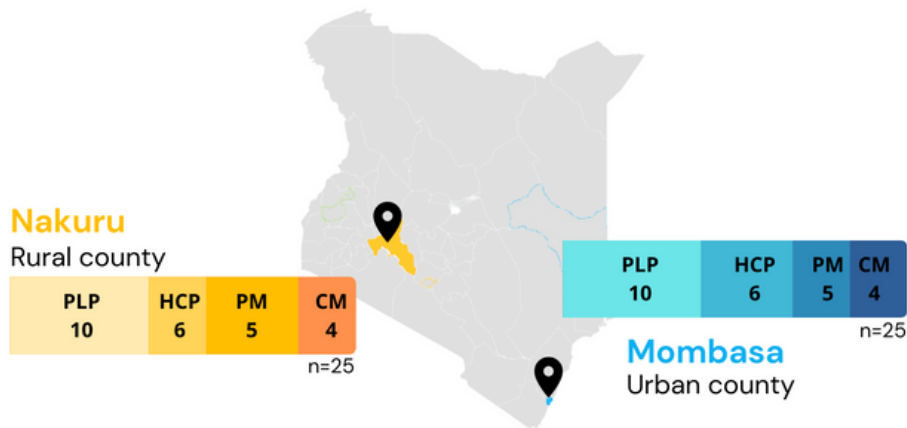 Nakuru
Rural county
PLP HCP PM CM
10 6 5 4
n=25
PLP HCP PM CM
10 6 5 4
n=25
Mombasa
Urban county